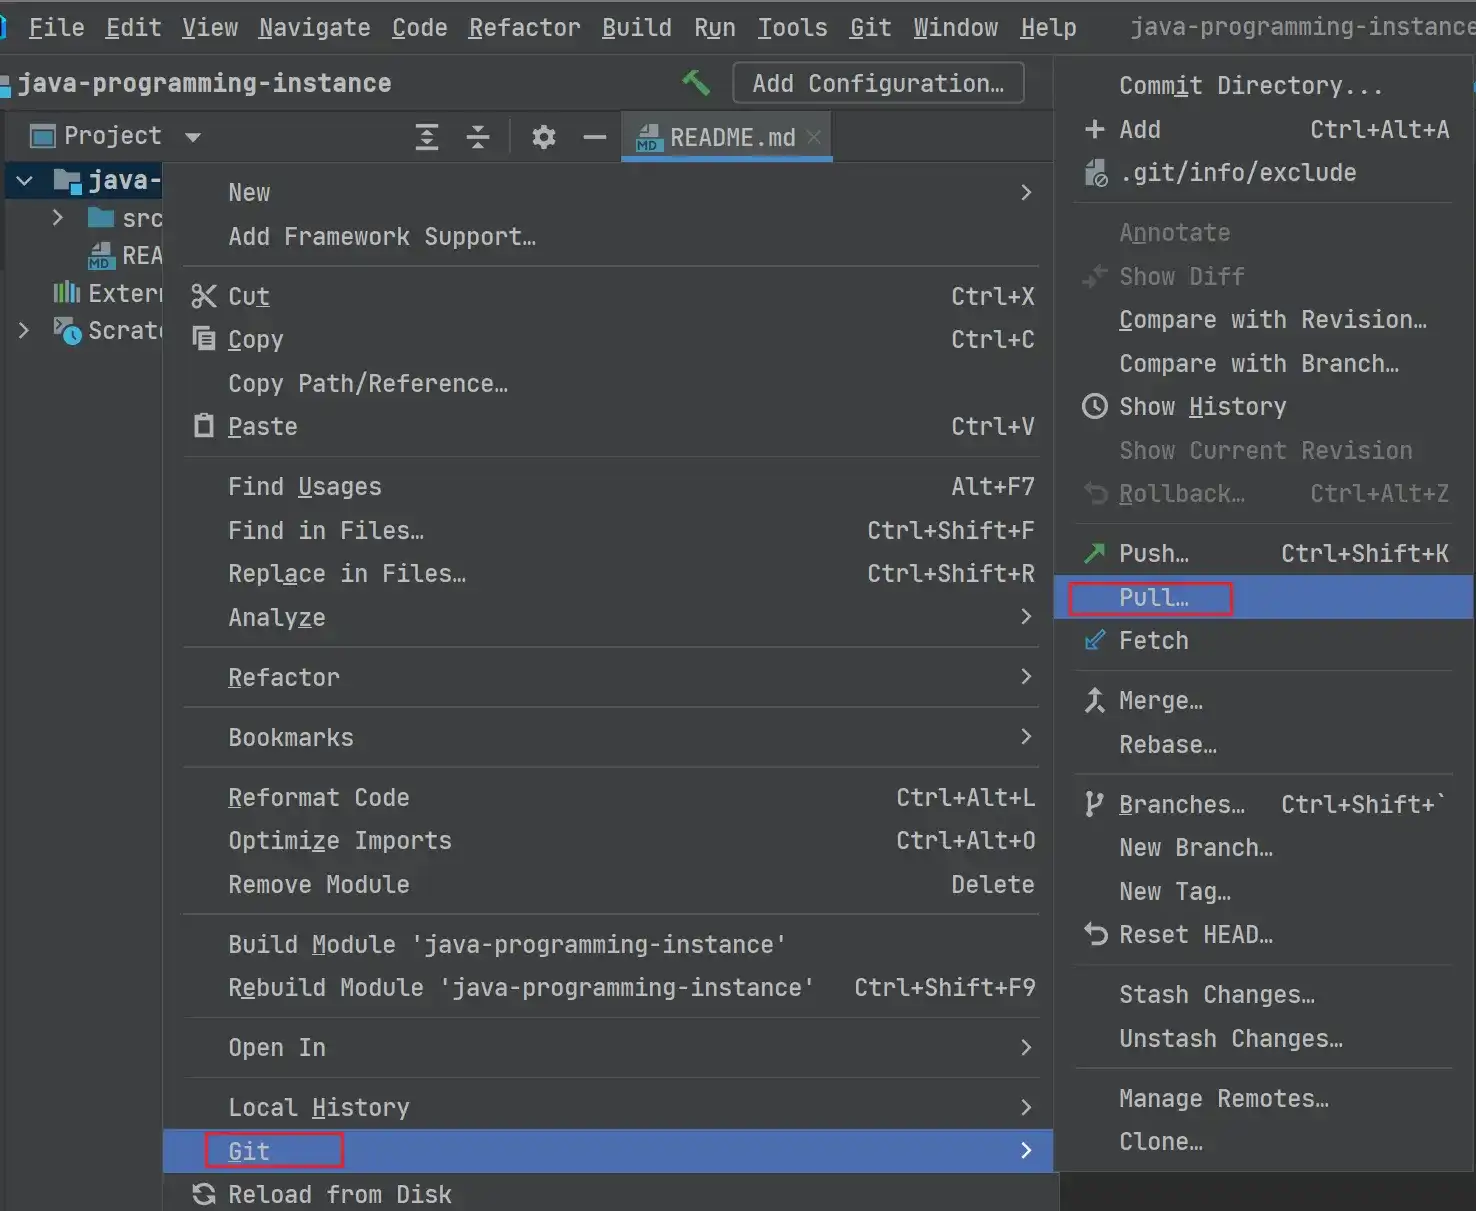 File Edit View Navigate Code Refactor Build Run Tools Git Window Help java-programming-instance
java-programming-instance Add Configuration…
Project README.md
java-
src
MD REA
Extern
Scrat
New
Add Framework Support…
Cut Ctrl+X
Copy Ctrl+C
Copy Path/Reference…
Paste Ctrl+V
Find Usages Alt+F7
Find in Files… Ctrl+Shift+F
Replace in Files… Ctrl+Shift+R
Analyze
Refactor
Bookmarks
Reformat Code Ctrl+Alt+L
Optimize Imports Ctrl+Alt+O
Remove Module Delete
Build Module 'java-programming-instance'
Rebuild Module 'java-programming-instance' Ctrl+Shift+F9
Open In
Local History
Git
Reload from Disk
Commit Directory...
Add Ctrl+Alt+A
.git/info/exclude
Annotate
Show Diff
Compare with Revision…
Compare with Branch…
Show History
Show Current Revision
Rollback… Ctrl+Alt+Z
Push… Ctrl+Shift+K
Pull…
Fetch
Merge…
Rebase…
Branches… Ctrl+Shift+`
New Branch…
New Tag…
Reset HEAD…
Stash Changes…
Unstash Changes…
Manage Remotes…
Clone…